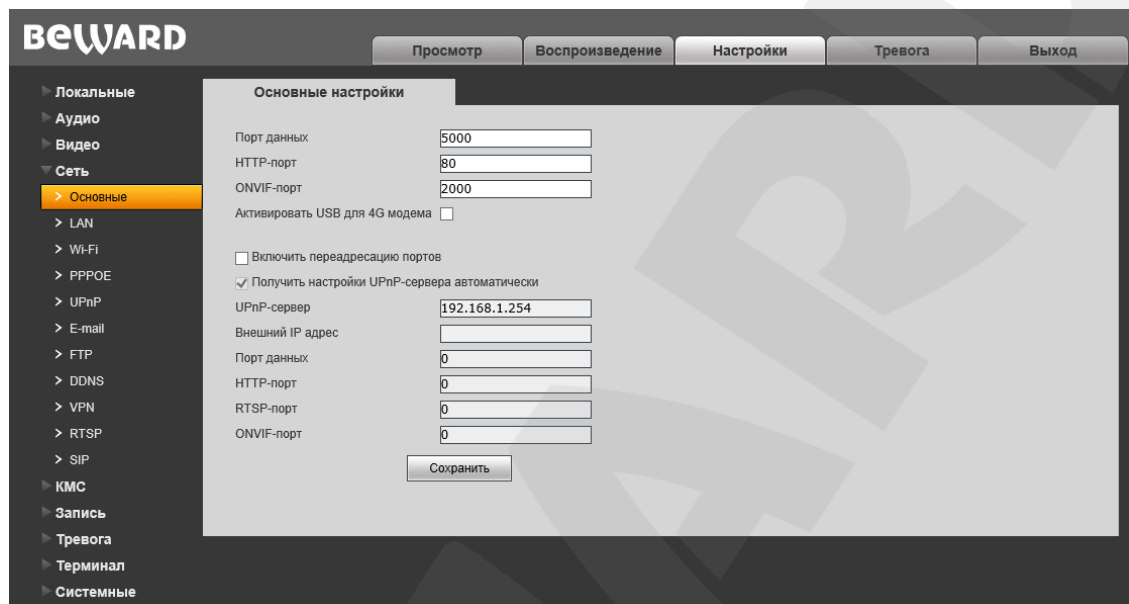 BEWARD
Просмотр Воспроизведение Настройки Тревога Выход
Локальные
Аудио
Видео
Сеть
Основные
LAN
Wi-Fi
PPPOE
UPnP
E-mail
FTP
DDNS
VPN
RTSP
SIP
КМС
Запись
Тревога
Терминал
Системные
Основные настройки
Порт данных 5000
HTTP-порт 80
ONVIF-порт 2000
Активировать USB для 4G модема
Включить переадресацию портов
Получить настройки UPnP-сервера автоматически
UPnP-сервер 192.168.1.254
Внешний IP адрес
Порт данных 0
HTTP-порт 0
RTSP-порт 0
ONVIF-порт 0
Сохранить